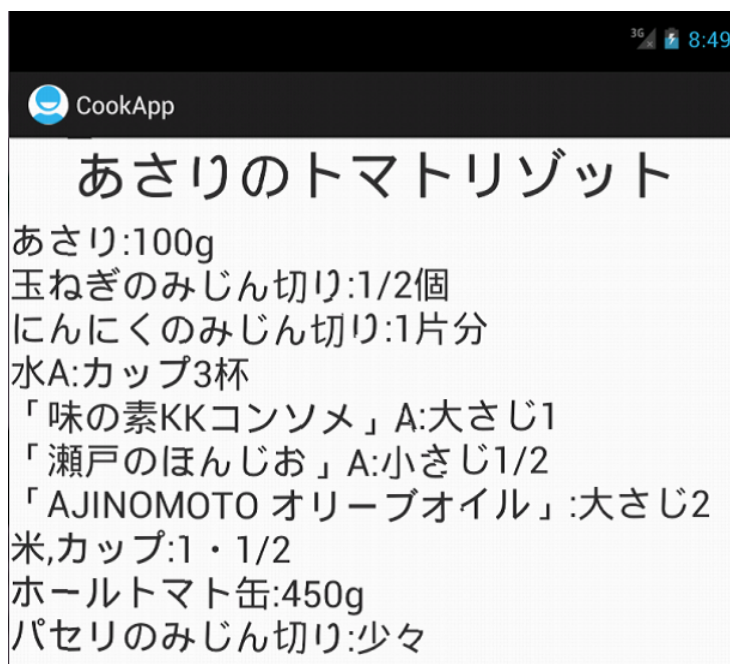 3G 8:49
CookApp
あさりのトマトリゾット
あさり:100g
玉ねぎのみじん切り:1/2個
にんにくのみじん切り:1片分
水A:カップ3杯
「味の素KKコンソメ」A:大さじ1
「瀬戸のほんじお」A:小さじ1/2
「AJINOMOTO オリーブオイル」:大さじ2
米,カップ:1・1/2
ホールトマト缶:450g
パセリのみじん切り:少々